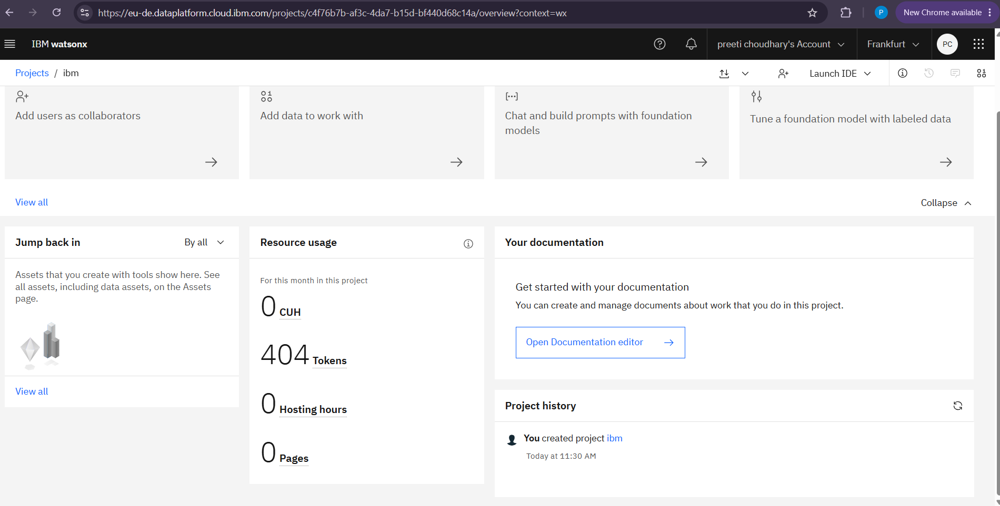 https://eu-de.dataplatform.cloud.ibm.com/projects/c4f76b7b-af3c-4da7-b15d-bf440d68c14a/overview?context=wx
P
New Chrome available
IBM watsonx
preeti choudhary's Account
Frankfurt
PC
Projects / ibm
Launch IDE
Add users as collaborators
Add data to work with
Chat and build prompts with foundation
models
Tune a foundation model with labeled data
View all
Collapse
Jump back in
By all
Assets that you create with tools show here. See
all assets, including data assets, on the Assets
page.
View all
Resource usage
For this month in this project
0 CUH
404 Tokens
0 Hosting hours
0 Pages
Your documentation
Get started with your documentation
You can create and manage documents about work that you do in this project.
Open Documentation editor
Project history
You created project ibm
Today at 11:30 AM